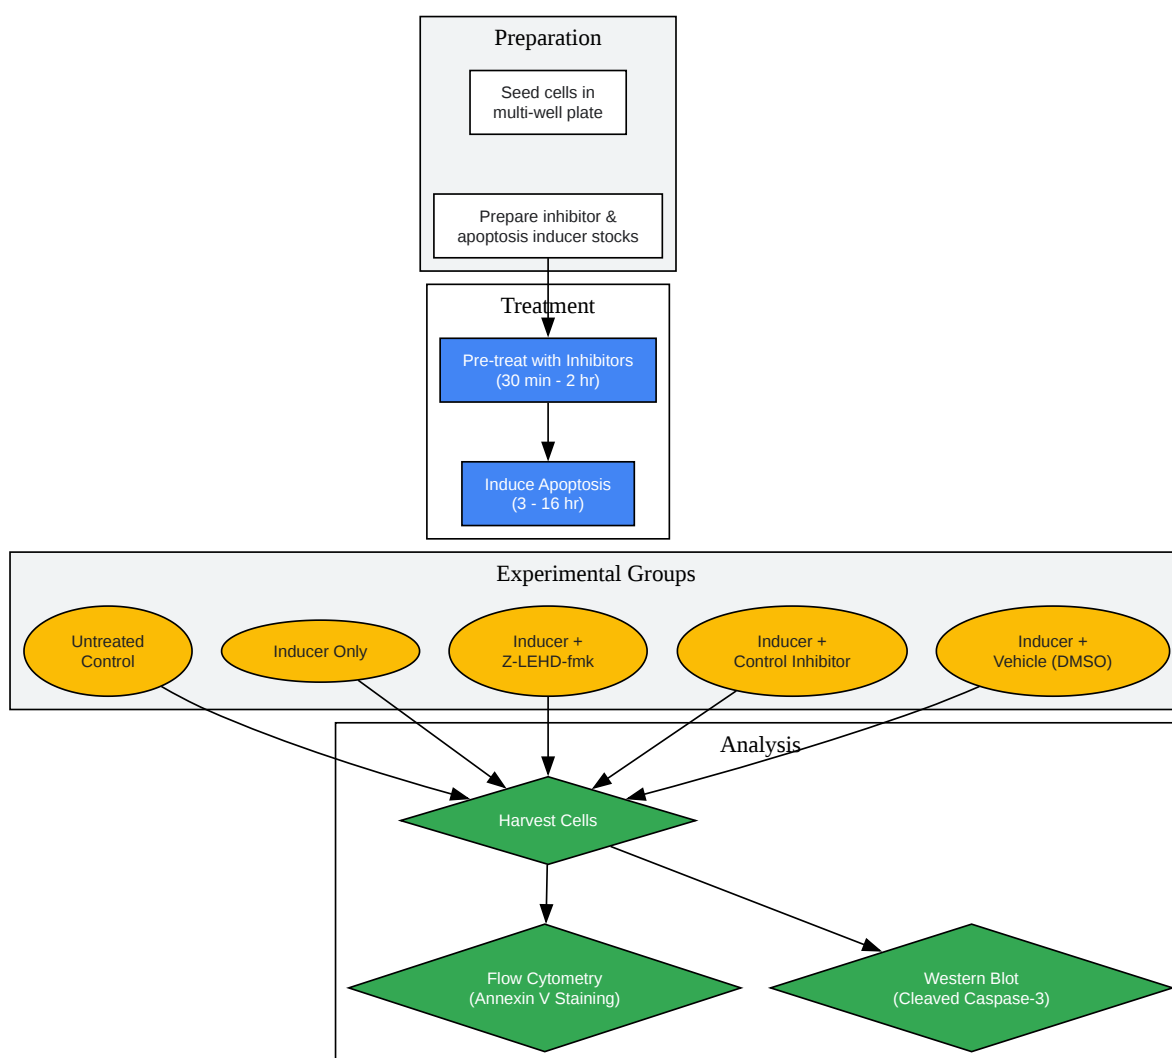 Preparation
Seed cells in
multi-well plate
Prepare inhibitor &
apoptosis inducer stocks
Treatment
Pre-treat with Inhibitors
(30 min - 2 hr)
Induce Apoptosis
(3 - 16 hr)
Experimental Groups
Untreated
Control
Inducer Only
Inducer +
Z-LEHD-fmk
Inducer +
Control Inhibitor
Inducer +
Vehicle (DMSO)
Analysis
Harvest Cells
Flow Cytometry
(Annexin V Staining)
Western Blot
(Cleaved Caspase-3)